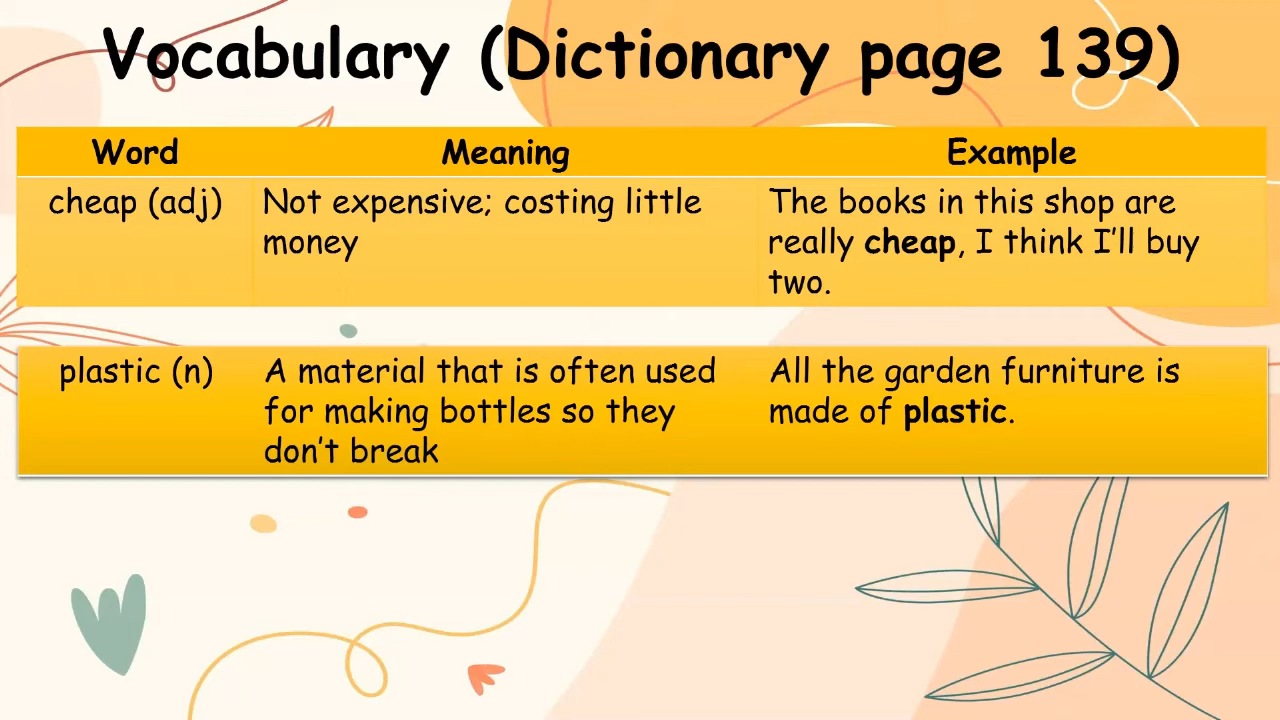 Vocabulary (Dictionary page 139)
Word Meaning Example
cheap (adj) Not expensive; costing little The books in this shop are
money really cheap, I think I’ll buy
two.
plastic (n) A material that is often used All the garden furniture is
for making bottles so they made of plastic.
don’t break